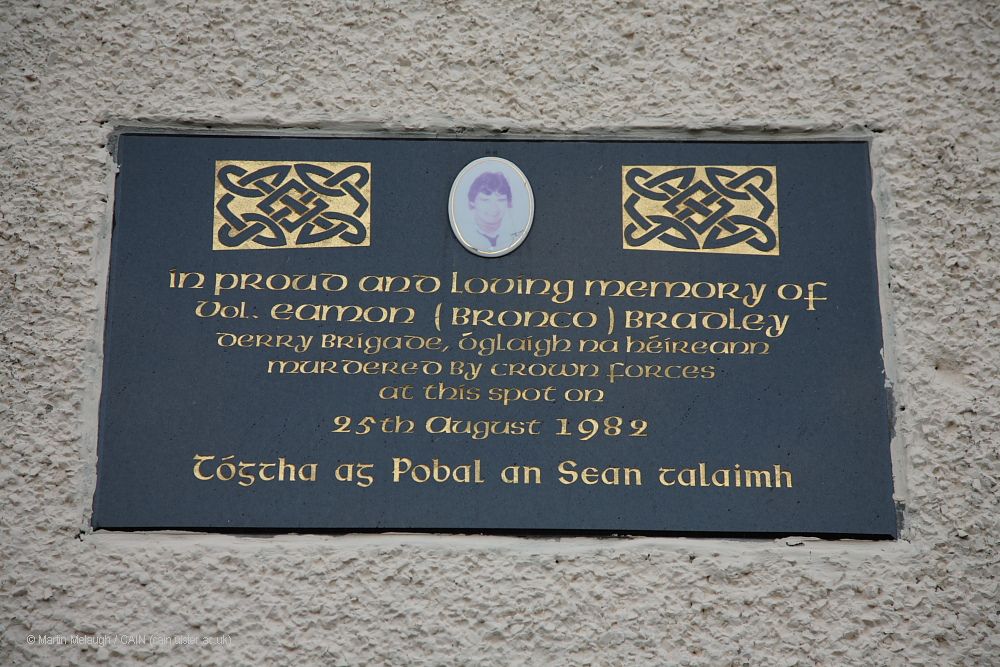 in proud and loving memory of
Vol. Eamon (Bronco) Bradley
Derry Brigade, Óglaigh na hÉireann
murdered by crown forces
at this spot on
25th August 1982
Tógtha ag Pobal an Sean talaimh
© Martin Melaugh / CAIN (cain.ulster.ac.uk)